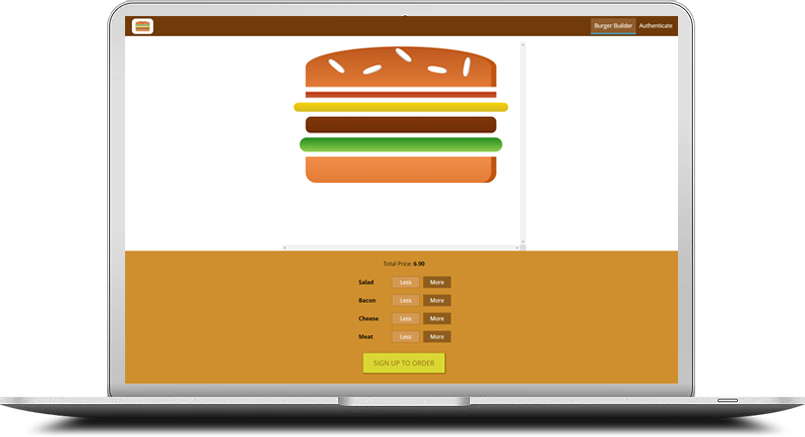 Burger Builder Authenticate
Total Price: 6.90
Salad Less More
Bacon Less More
Cheese Less More
Meat Less More
SIGN UP TO ORDER